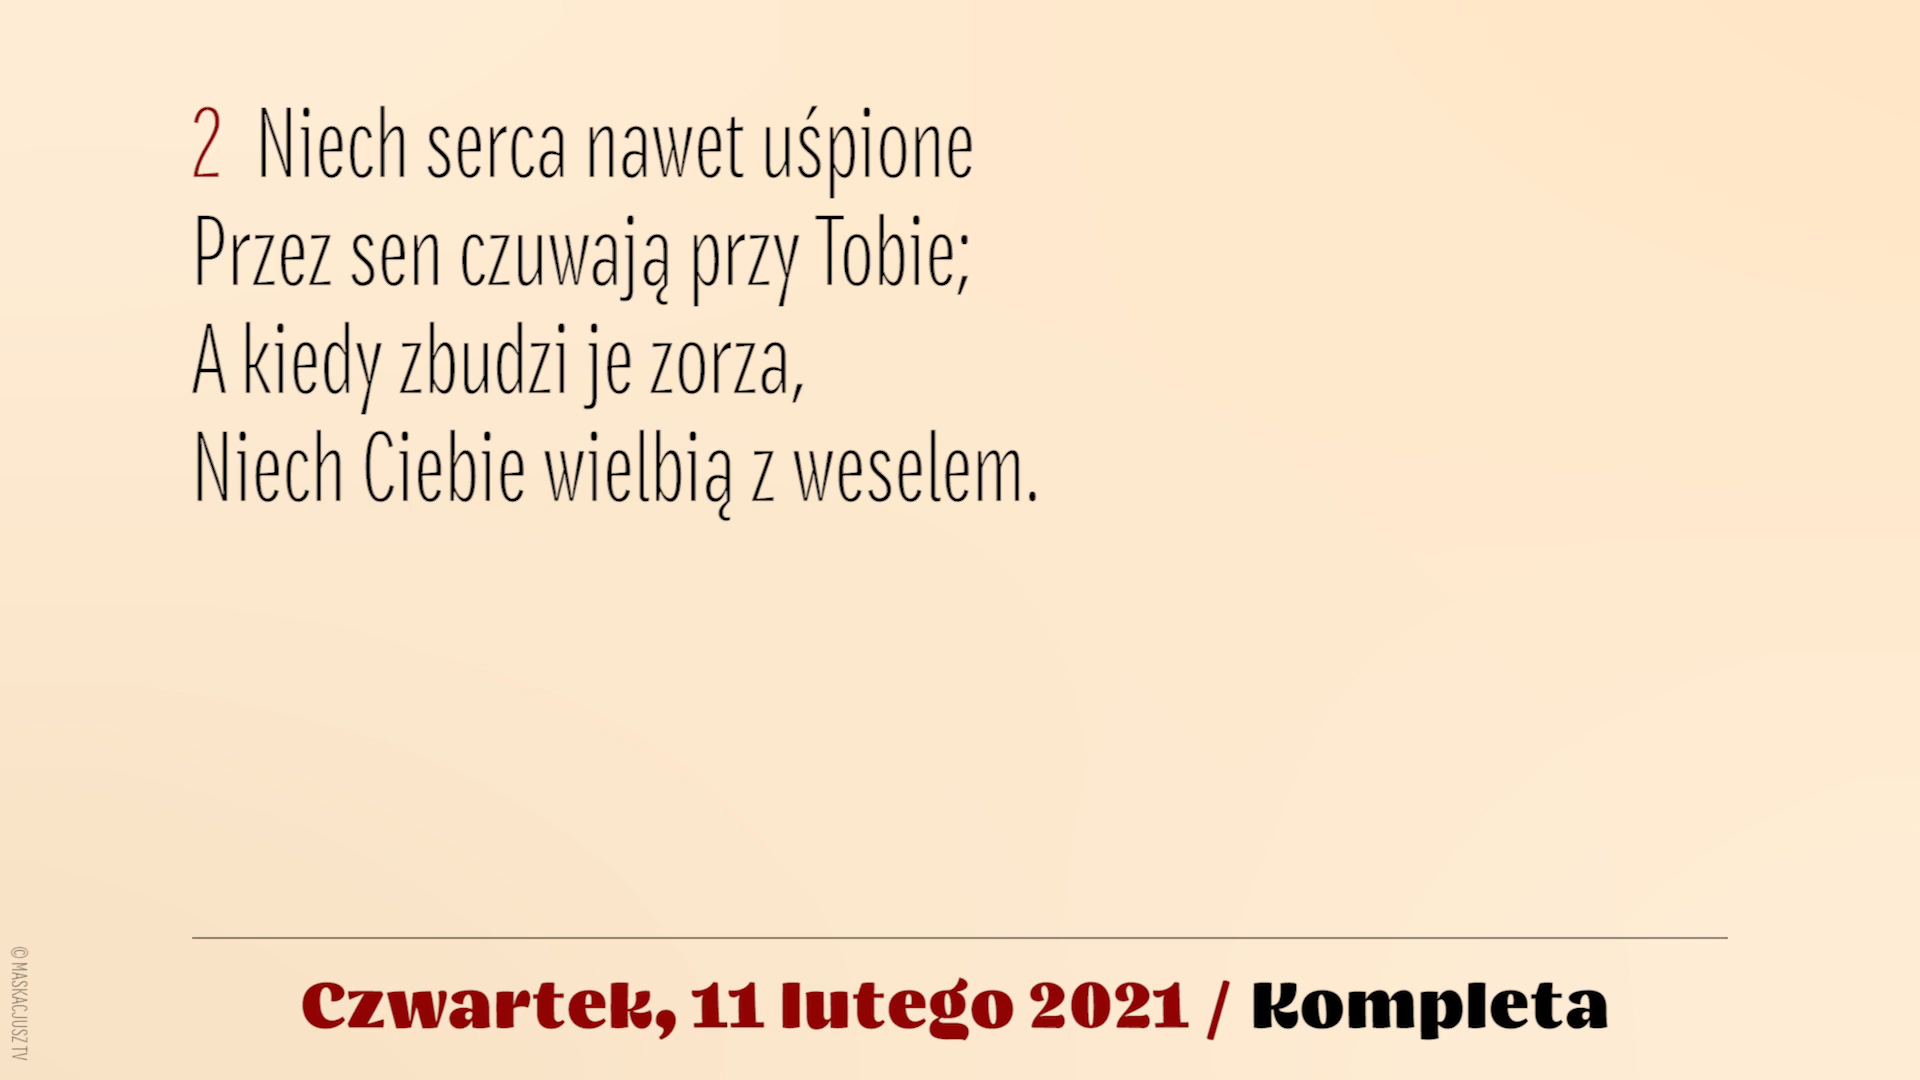 2 Niech serca nawet uśpione
Przez sen czuwają przy Tobie;
A kiedy zbudzi je zorza,
Niech Ciebie wielbią z weselem.
Czwartek, 11 lutego 2021 / Kompleta
© MASKACJUSZ TV